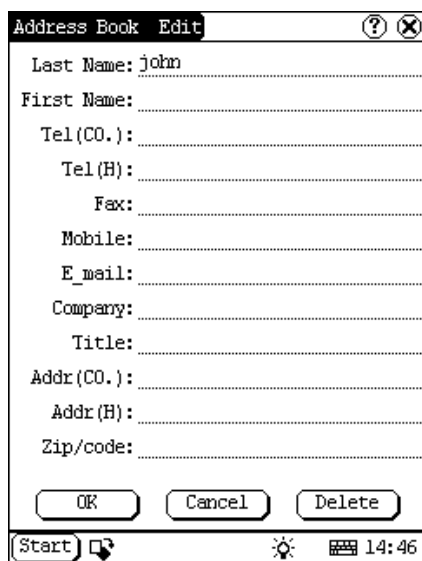 Address Book Edit ?
Last Name: john
First Name:
Tel(CO.):
Tel(H):
Fax:
Mobile:
E_mail:
Company:
Title:
Addr(CO.):
Addr(H):
Zip/code:
OK Cancel Delete
Start 14:46